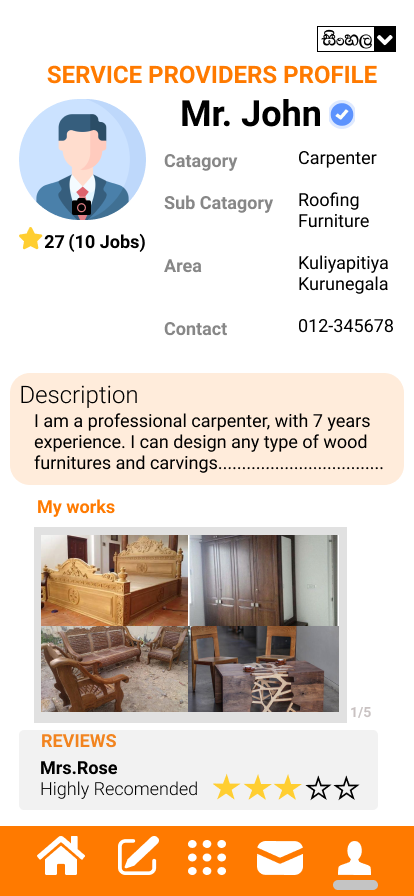 සිංහල
SERVICE PROVIDERS PROFILE
Mr. John
Catagory Carpenter
Sub Catagory Roofing
Furniture
27 (10 Jobs)
Area Kuliyapitiya
Kurunegala
Contact 012-345678
Description
I am a professional carpenter, with 7 years
experience. I can design any type of wood
furnitures and carvings...................................
My works
1/5
REVIEWS
Mrs.Rose
Highly Recomended